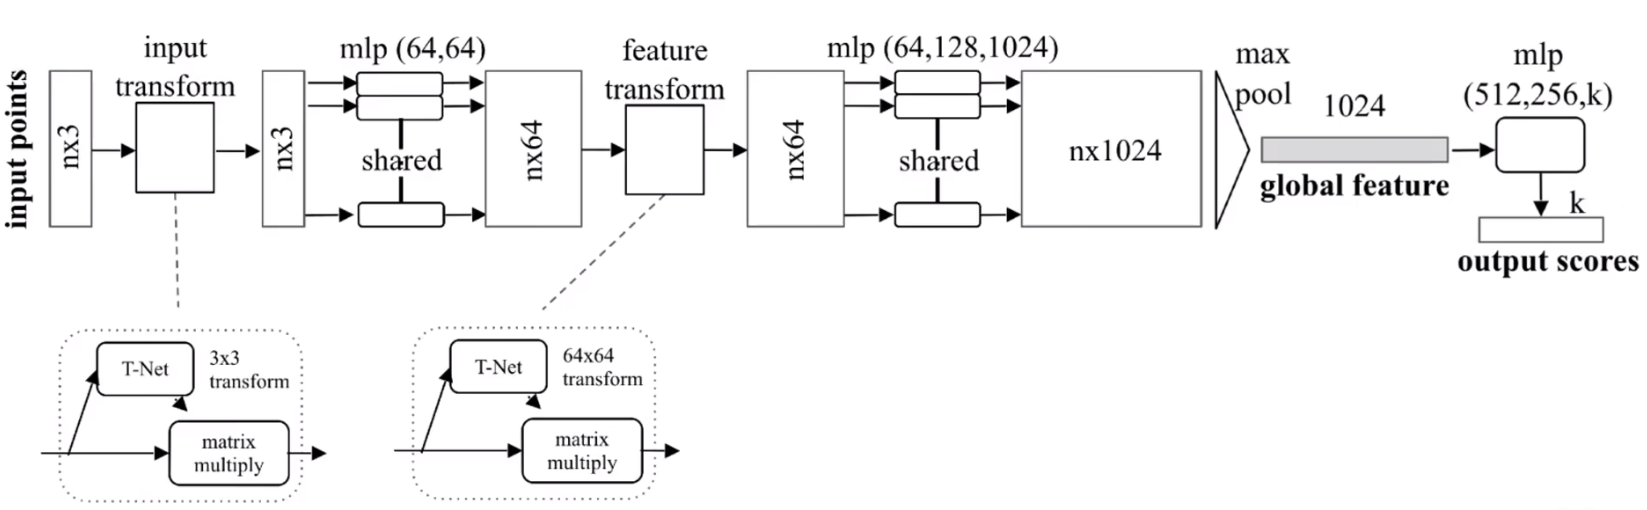 input points
nx3
input
transform
nx3
mlp (64,64)
shared
nx64
feature
transform
nx64
mlp (64,128,1024)
shared
nx1024
max
pool
1024
global feature
mlp
(512,256,k)
k
output scores
T-Net
3x3
transform
matrix
multiply
T-Net
64x64
transform
matrix
multiply